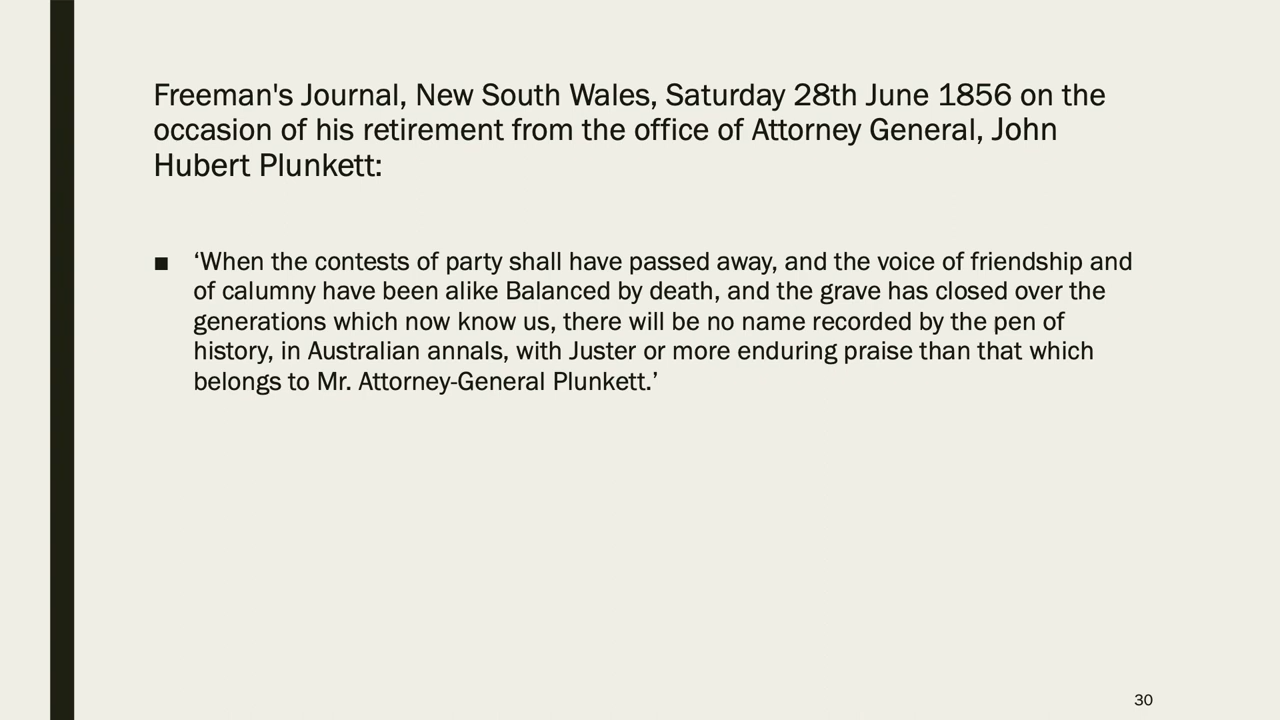 Freeman's Journal, New South Wales, Saturday 28th June 1856 on the
occasion of his retirement from the office of Attorney General, John
Hubert Plunkett:
▪ ‘When the contests of party shall have passed away, and the voice of friendship and
of calumny have been alike Balanced by death, and the grave has closed over the
generations which now know us, there will be no name recorded by the pen of
history, in Australian annals, with Juster or more enduring praise than that which
belongs to Mr. Attorney-General Plunkett.’
30